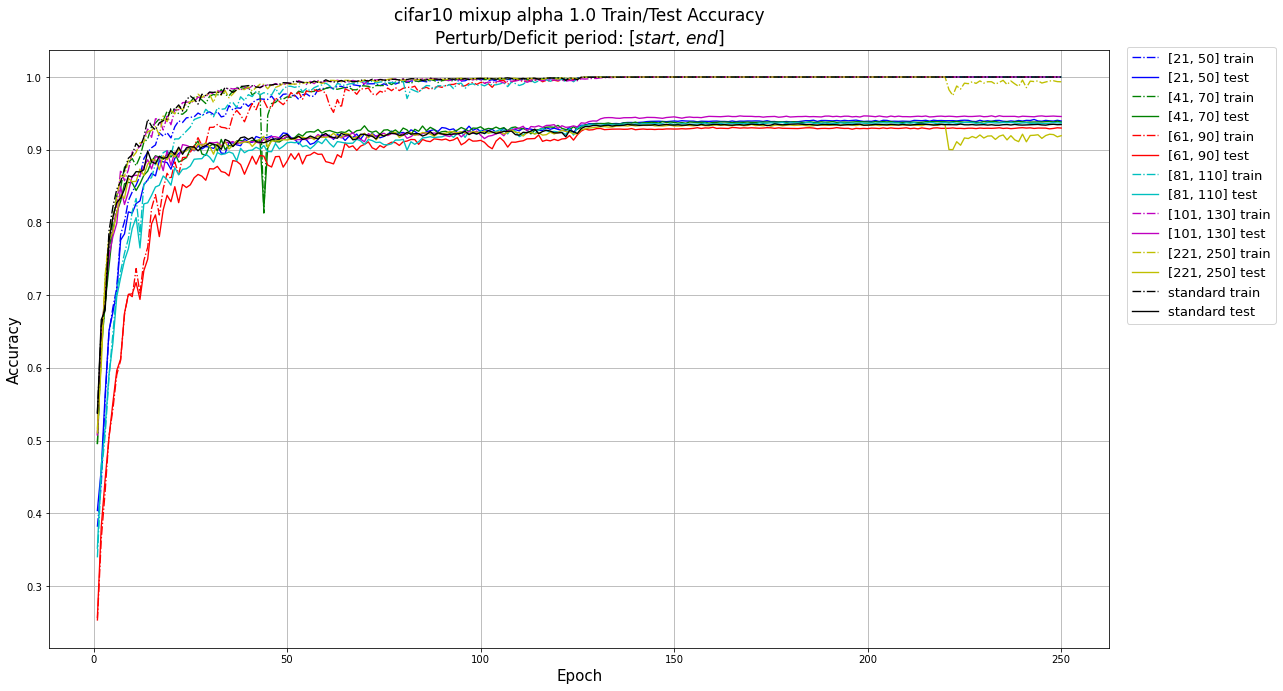 cifar10 mixup alpha 1.0 Train/Test Accuracy
Perturb/Deficit period: [start, end]
1.0
0.9
0.8
0.7
0.6
0.5
0.4
0.3
Accuracy
0
50
100
150
200
250
Epoch
[21, 50] train
[21, 50] test
[41, 70] train
[41, 70] test
[61, 90] train
[61, 90] test
[81, 110] train
[81, 110] test
[101, 130] train
[101, 130] test
[221, 250] train
[221, 250] test
standard train
standard test